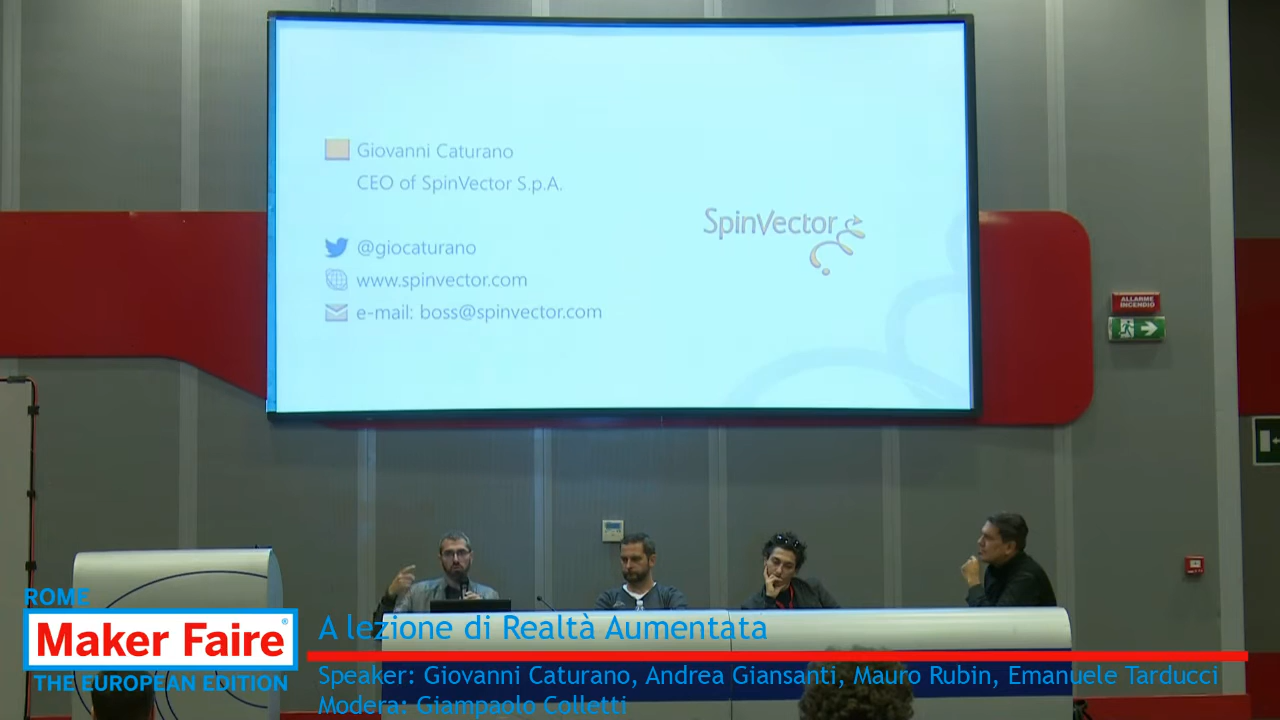 Giovanni Caturano
CEO of SpinVector S.p.A.
@giocaturano
www.spinvector.com
e-mail: boss@spinvector.com
SpinVector
ALLARME
INCENDIO
ROME
Maker Faire®
THE EUROPEAN EDITION
A lezione di Realtà Aumentata
Speaker: Giovanni Caturano, Andrea Giansanti, Mauro Rubin, Emanuele Tarducci
Modera: Giampaolo Colletti